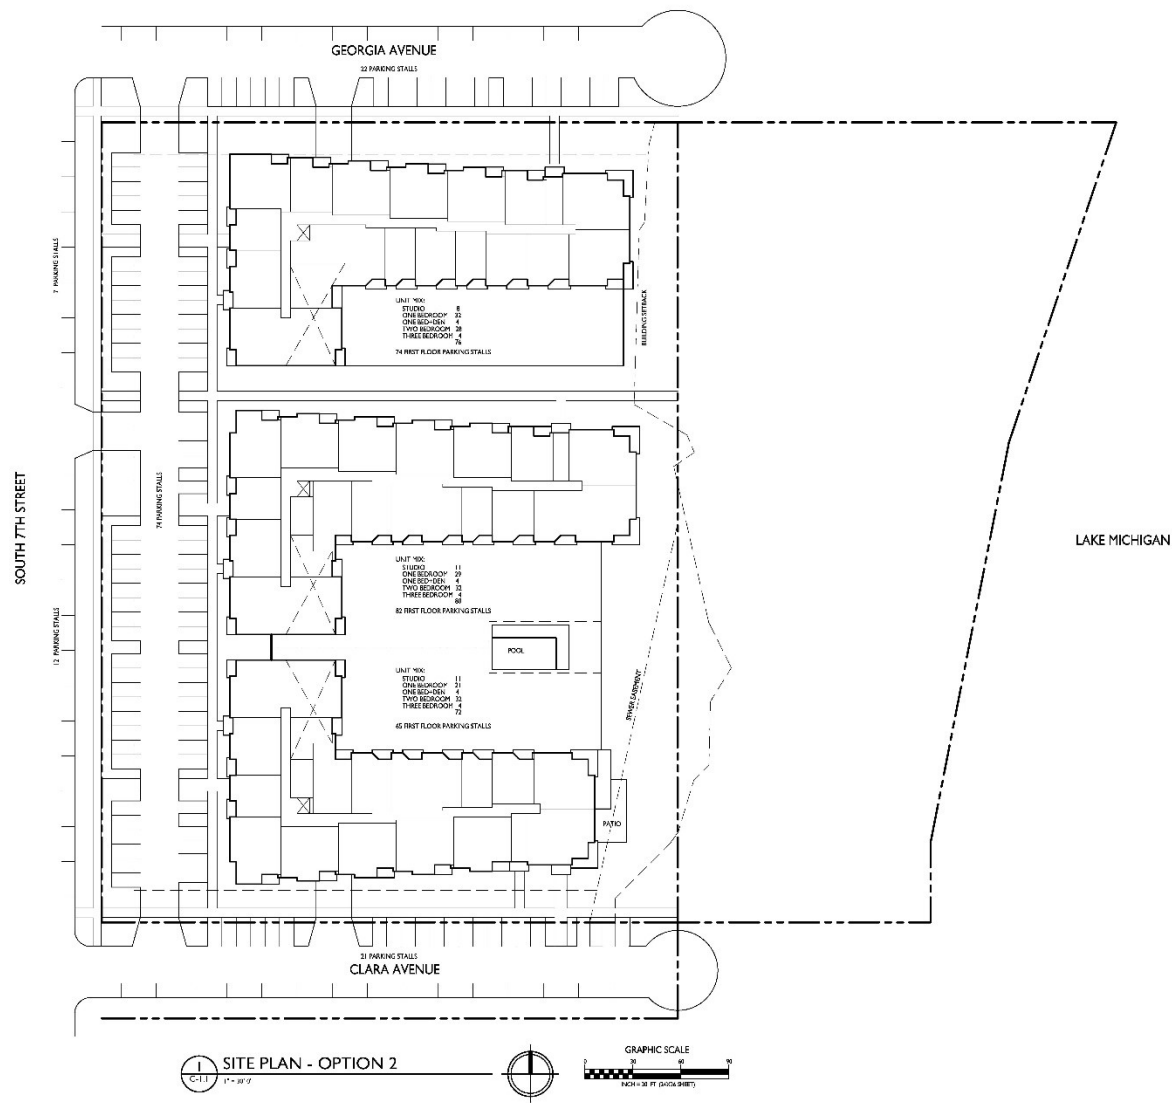 GEORGIA AVENUE
22 PARKING STALLS
7 PARKING STALLS
BUILDING SETBACK
UNIT MIX:
STUDIO 8
ONE BEDROOM 32
ONE BED+DEN 4
TWO BEDROOM 28
THREE BEDROOM 4
76
74 FIRST FLOOR PARKING STALLS
SOUTH 7TH STREET
74 PARKING STALLS
LAKE MICHIGAN
UNIT MIX:
STUDIO 11
ONE BEDROOM 29
ONE BED+DEN 4
TWO BEDROOM 32
THREE BEDROOM 4
80
82 FIRST FLOOR PARKING STALLS
12 PARKING STALLS
POOL
UNIT MIX:
STUDIO 11
ONE BEDROOM 21
ONE BED+DEN 4
TWO BEDROOM 32
THREE BEDROOM 4
72
65 FIRST FLOOR PARKING STALLS
SEWER EASEMENT
PATIO
21 PARKING STALLS
CLARA AVENUE
1
C-1.1
SITE PLAN - OPTION 2
1" = 30'-0"
GRAPHIC SCALE
0 30 60 90